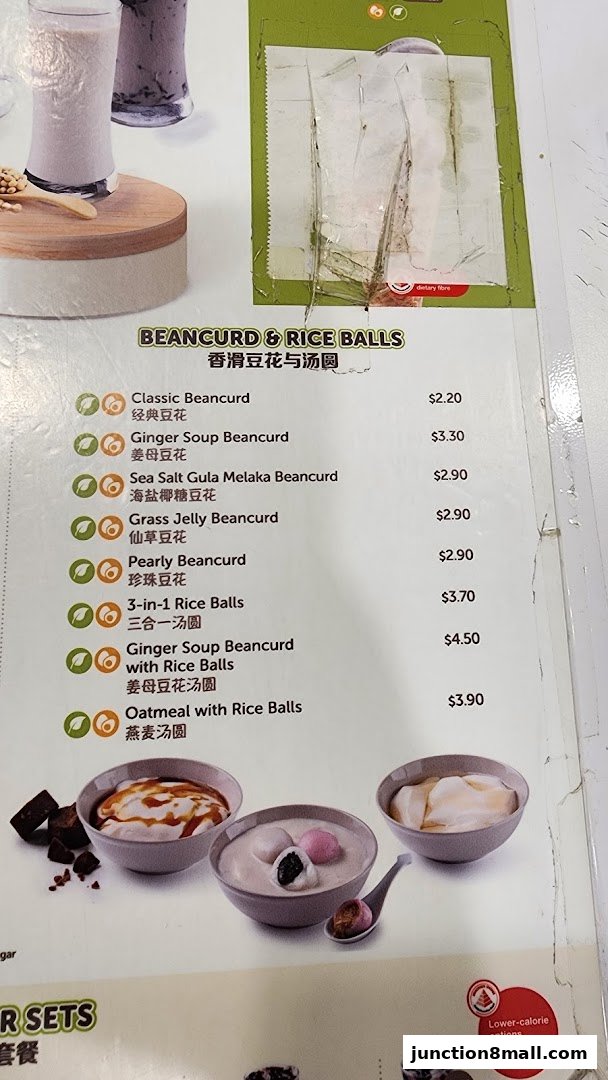 dietary fibre
BEANCURD & RICE BALLS
香滑豆花与汤圆
Classic Beancurd $2.20
经典豆花
Ginger Soup Beancurd $3.30
姜母豆花
Sea Salt Gula Melaka Beancurd $2.90
海盐椰糖豆花
Grass Jelly Beancurd $2.90
仙草豆花
Pearly Beancurd $2.90
珍珠豆花
3-in-1 Rice Balls $3.70
三合一汤圆
Ginger Soup Beancurd $4.50
with Rice Balls
姜母豆花汤圆
Oatmeal with Rice Balls $3.90
燕麦汤圆
gar
R SETS
套餐
Lower-calorie
junction8mall.com